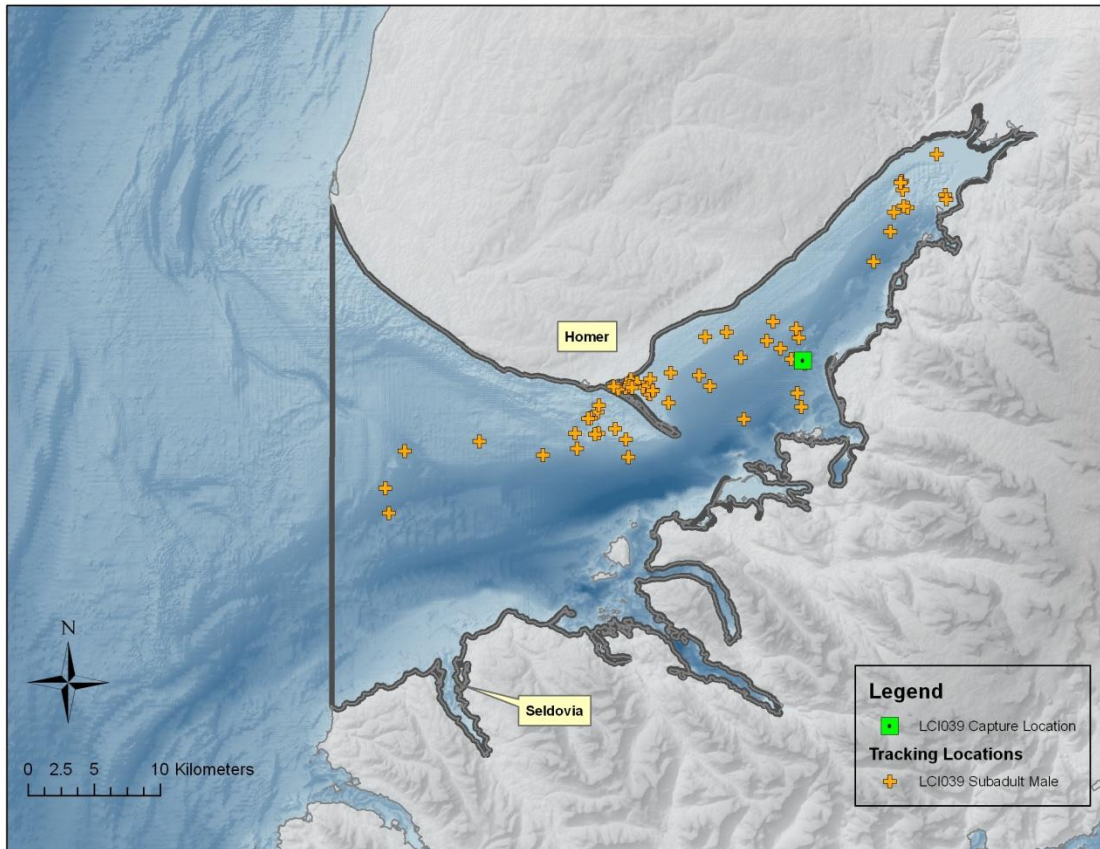 Homer
Seldovia
N
0 2.5 5 10 Kilometers
Legend
LCI039 Capture Location
Tracking Locations
LCI039 Subadult Male